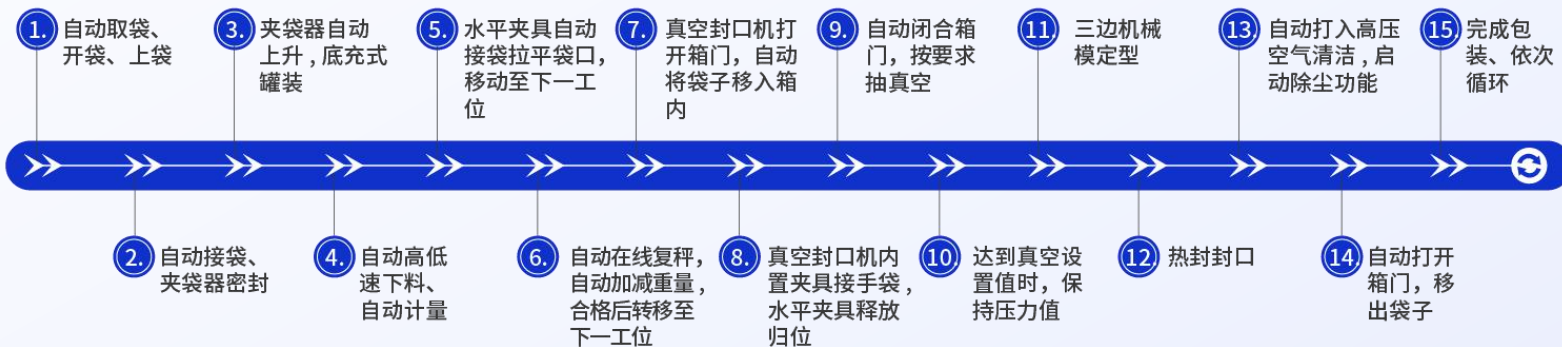 1. 自动取袋、
开袋、上袋
2. 自动接袋、
夹袋器密封
3. 夹袋器自动
上升，底充式
罐装
4. 自动高低
速下料、
自动计量
5. 水平夹具自动
接袋拉平袋口，
移动至下一工
位
6. 自动在线复秤，
自动加减重量，
合格后转移至
下一工位
7. 真空封口机打
开箱门，自动
将袋子移入箱
内
8. 真空封口机内
置夹具接手袋，
水平夹具释放
归位
9. 自动闭合箱
门，按要求
抽真空
10. 达到真空设
置值时，保
持压力值
11. 三边机械
模定型
12. 热封封口
13. 自动打入高压
空气清洁，启
动除尘功能
14. 自动打开
箱门，移
出袋子
15. 完成包
装、依次
循环